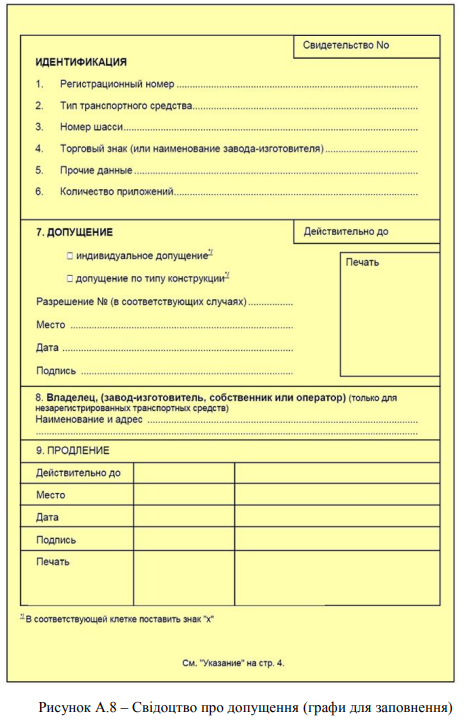 Свидетельство No
ИДЕНТИФИКАЦИЯ
1. Регистрационный номер
2. Тип транспортного средства
3. Номер шасси
4. Торговый знак (или наименование завода-изготовителя)
5. Прочие данные
6. Количество приложений
7. ДОПУЩЕНИЕ
Действительно до
□ индивидуальное допущение*/
□ допущение по типу конструкции*/
Печать
Разрешение № (в соответствующих случаях)
Место
Дата
Подпись
8. Владелец, (завод-изготовитель, собственник или оператор) (только для
незарегистрированных транспортных средств)
Наименование и адрес
9. ПРОДЛЕНИЕ
Действительно до
Место
Дата
Подпись
Печать
*/ В соответствующей клетке поставить знак "х"
См. "Указание" на стр. 4.
Рисунок А.8 – Свідоцтво про допущення (графи для заповнення)